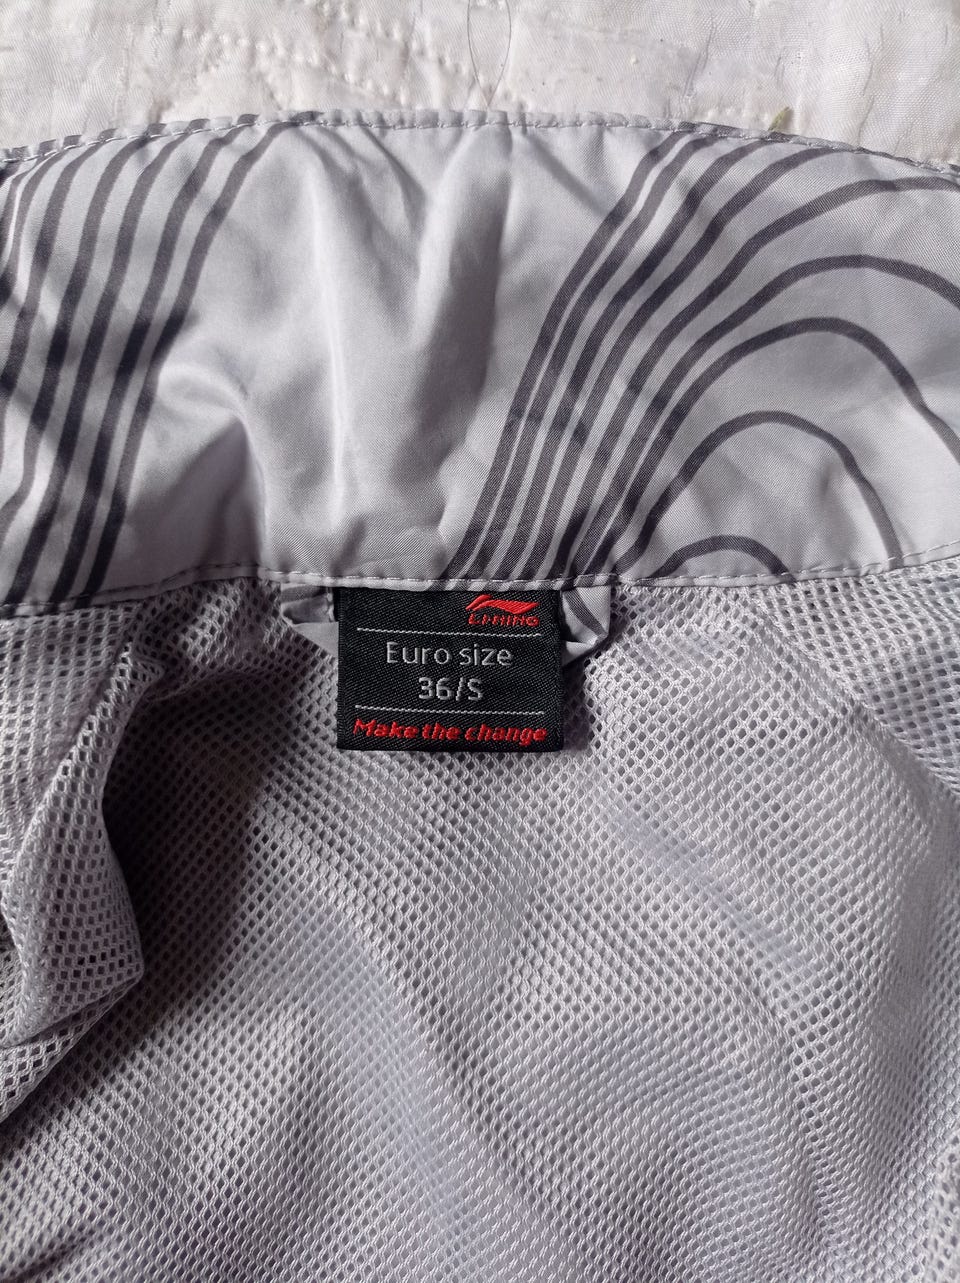 LI-NING
Euro size
36/S
Make the change